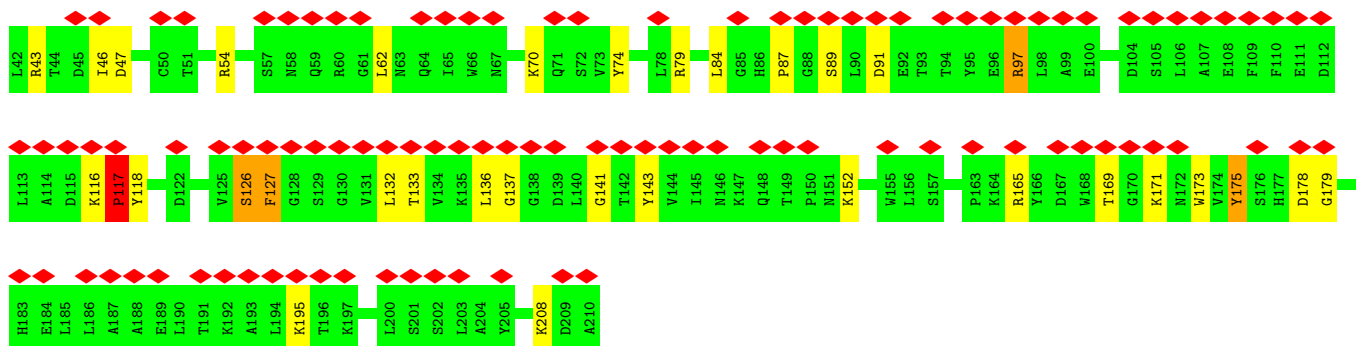 L42 R43 T44 D45 I46 D47 C50 T51 R54 S57 N58 Q59 R60 G61 L62 N63 Q64 I65 W66 N67 K70 Q71 S72 V73 Y74 L78 R79 L84 G85 H86 P87 G88 S89 L90 D91 E92 T93 T94 Y95 E96 R97 L98 A99 E100 D104 S105 L106 A107 E108 F109 F110 E111 D112
L113 A114 D115 K116 P117 Y118 D122 V125 S126 F127 G128 S129 G130 V131 L132 T133 V134 K135 L136 G137 G138 D139 L140 G141 T142 Y143 V144 I145 N146 K147 Q148 T149 P150 N151 K152 W155 L156 S157 P163 K164 R165 Y166 D167 W168 T169 G170 K171 N172 W173 V174 Y175 S176 H177 D178 G179
H183 E184 L185 L186 A187 A188 E189 L190 T191 K192 A193 L194 K195 T196 K197 L200 S201 S202 L203 A204 Y205 K208 D209 A210